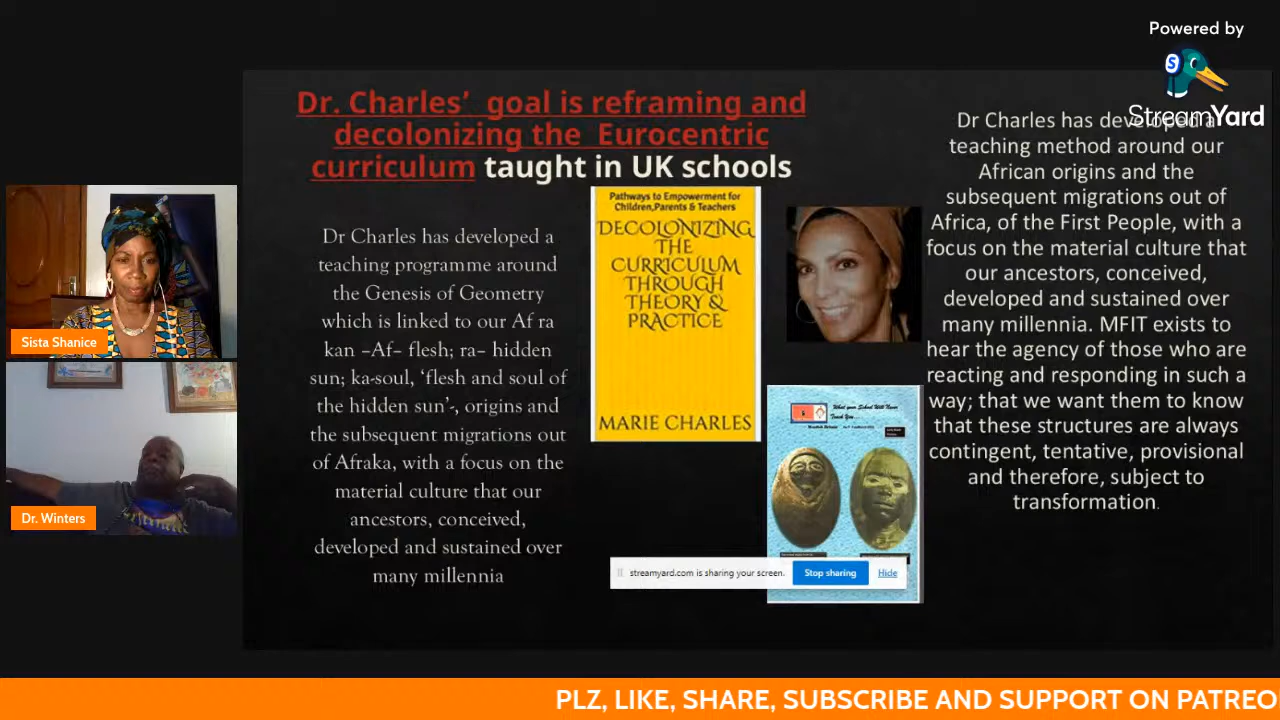 Powered by
StreamYard
Dr. Charles' goal is reframing and
decolonizing the Eurocentric
curriculum taught in UK schools
Dr Charles has developed a
teaching programme around
the Genesis of Geometry
which is linked to our Af ra
kan –Af– flesh; ra– hidden
sun; ka-soul, 'flesh and soul of
the hidden sun'-, origins and
the subsequent migrations out
of Afraka, with a focus on the
material culture that our
ancestors, conceived,
developed and sustained over
many millennia
Pathways to Empowerment for
Children,Parents & Teachers
DECOLONIZING
THE
CURRICULUM
THROUGH
THEORY &
PRACTICE
MARIE CHARLES
What your School Will Never
Teach You...
Dr Charles has developed a
teaching method around our
African origins and the
subsequent migrations out of
Africa, of the First People, with a
focus on the material culture that
our ancestors, conceived,
developed and sustained over
many millennia. MFIT exists to
hear the agency of those who are
reacting and responding in such a
way; that we want them to know
that these structures are always
contingent, tentative, provisional
and therefore, subject to
transformation.
Sista Shanice
Dr. Winters
streamyard.com is sharing your screen.
Stop sharing
Hide
PLZ, LIKE, SHARE, SUBSCRIBE AND SUPPORT ON PATREO